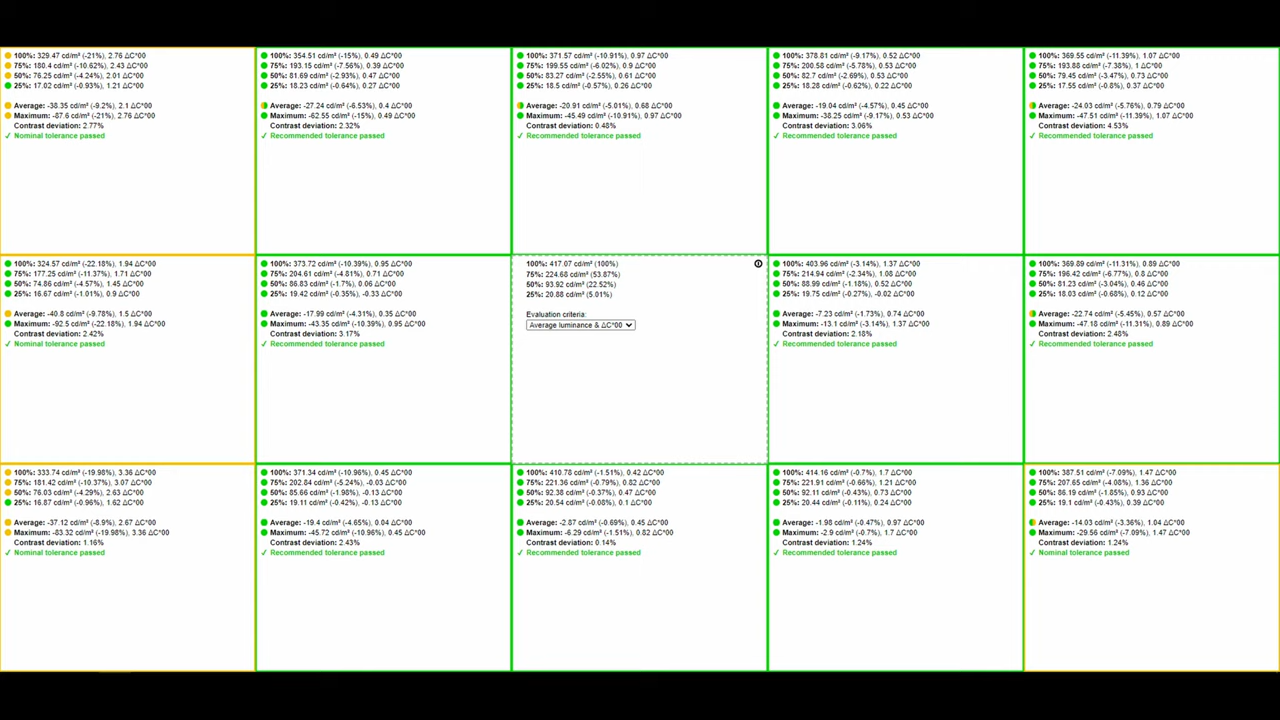 100%: 329.47 cd/m² (-21%), 2.76 ΔC*00
75%: 180.4 cd/m² (-10.62%), 2.43 ΔC*00
50%: 76.25 cd/m² (-4.24%), 2.01 ΔC*00
25%: 17.02 cd/m² (-0.93%), 1.21 ΔC*00
Average: -38.35 cd/m² (-9.2%), 2.1 ΔC*00
Maximum: -87.6 cd/m² (-21%), 2.76 ΔC*00
Contrast deviation: 2.77%
✓ Nominal tolerance passed
100%: 354.51 cd/m² (-15%), 0.49 ΔC*00
75%: 193.15 cd/m² (-7.56%), 0.39 ΔC*00
50%: 81.69 cd/m² (-2.93%), 0.47 ΔC*00
25%: 18.23 cd/m² (-0.64%), 0.27 ΔC*00
Average: -27.24 cd/m² (-6.53%), 0.4 ΔC*00
Maximum: -62.55 cd/m² (-15%), 0.49 ΔC*00
Contrast deviation: 2.32%
✓ Recommended tolerance passed
100%: 371.57 cd/m² (-10.91%), 0.97 ΔC*00
75%: 199.55 cd/m² (-6.02%), 0.9 ΔC*00
50%: 83.27 cd/m² (-2.55%), 0.61 ΔC*00
25%: 18.5 cd/m² (-0.57%), 0.26 ΔC*00
Average: -20.91 cd/m² (-5.01%), 0.68 ΔC*00
Maximum: -45.49 cd/m² (-10.91%), 0.97 ΔC*00
Contrast deviation: 0.48%
✓ Recommended tolerance passed
100%: 378.81 cd/m² (-9.17%), 0.52 ΔC*00
75%: 200.58 cd/m² (-5.78%), 0.53 ΔC*00
50%: 82.7 cd/m² (-2.69%), 0.53 ΔC*00
25%: 18.28 cd/m² (-0.62%), 0.22 ΔC*00
Average: -19.04 cd/m² (-4.57%), 0.45 ΔC*00
Maximum: -38.25 cd/m² (-9.17%), 0.53 ΔC*00
Contrast deviation: 3.06%
✓ Recommended tolerance passed
100%: 369.55 cd/m² (-11.39%), 1.07 ΔC*00
75%: 193.88 cd/m² (-7.38%), 1 ΔC*00
50%: 79.45 cd/m² (-3.47%), 0.73 ΔC*00
25%: 17.55 cd/m² (-0.8%), 0.37 ΔC*00
Average: -24.03 cd/m² (-5.76%), 0.79 ΔC*00
Maximum: -47.51 cd/m² (-11.39%), 1.07 ΔC*00
Contrast deviation: 4.53%
✓ Recommended tolerance passed
100%: 324.57 cd/m² (-22.18%), 1.94 ΔC*00
75%: 177.25 cd/m² (-11.37%), 1.71 ΔC*00
50%: 74.86 cd/m² (-4.57%), 1.45 ΔC*00
25%: 16.67 cd/m² (-1.01%), 0.9 ΔC*00
Average: -40.8 cd/m² (-9.78%), 1.5 ΔC*00
Maximum: -92.5 cd/m² (-22.18%), 1.94 ΔC*00
Contrast deviation: 2.42%
✓ Nominal tolerance passed
100%: 373.72 cd/m² (-10.39%), 0.95 ΔC*00
75%: 204.61 cd/m² (-4.81%), 0.71 ΔC*00
50%: 86.83 cd/m² (-1.7%), 0.06 ΔC*00
25%: 19.42 cd/m² (-0.35%), -0.33 ΔC*00
Average: -17.99 cd/m² (-4.31%), 0.35 ΔC*00
Maximum: -43.35 cd/m² (-10.39%), 0.95 ΔC*00
Contrast deviation: 3.17%
✓ Recommended tolerance passed
100%: 417.07 cd/m² (100%)
75%: 224.68 cd/m² (53.87%)
50%: 93.92 cd/m² (22.52%)
25%: 20.88 cd/m² (5.01%)
Evaluation criteria:
Average luminance & ΔC*00
100%: 403.96 cd/m² (-3.14%), 1.37 ΔC*00
75%: 214.94 cd/m² (-2.34%), 1.08 ΔC*00
50%: 88.99 cd/m² (-1.18%), 0.52 ΔC*00
25%: 19.75 cd/m² (-0.27%), -0.02 ΔC*00
Average: -7.23 cd/m² (-1.73%), 0.74 ΔC*00
Maximum: -13.1 cd/m² (-3.14%), 1.37 ΔC*00
Contrast deviation: 2.18%
✓ Recommended tolerance passed
100%: 369.89 cd/m² (-11.31%), 0.89 ΔC*00
75%: 196.42 cd/m² (-6.77%), 0.8 ΔC*00
50%: 81.23 cd/m² (-3.04%), 0.46 ΔC*00
25%: 18.03 cd/m² (-0.68%), 0.12 ΔC*00
Average: -22.74 cd/m² (-5.45%), 0.57 ΔC*00
Maximum: -47.18 cd/m² (-11.31%), 0.89 ΔC*00
Contrast deviation: 2.48%
✓ Recommended tolerance passed
100%: 333.74 cd/m² (-19.98%), 3.36 ΔC*00
75%: 181.42 cd/m² (-10.37%), 3.07 ΔC*00
50%: 76.03 cd/m² (-4.29%), 2.63 ΔC*00
25%: 16.87 cd/m² (-0.96%), 1.62 ΔC*00
Average: -37.12 cd/m² (-8.9%), 2.67 ΔC*00
Maximum: -83.32 cd/m² (-19.98%), 3.36 ΔC*00
Contrast deviation: 1.16%
✓ Nominal tolerance passed
100%: 371.34 cd/m² (-10.96%), 0.45 ΔC*00
75%: 202.84 cd/m² (-5.24%), -0.03 ΔC*00
50%: 85.66 cd/m² (-1.98%), -0.13 ΔC*00
25%: 19.11 cd/m² (-0.42%), -0.13 ΔC*00
Average: -19.4 cd/m² (-4.65%), 0.04 ΔC*00
Maximum: -45.72 cd/m² (-10.96%), 0.45 ΔC*00
Contrast deviation: 2.43%
✓ Recommended tolerance passed
100%: 410.78 cd/m² (-1.51%), 0.42 ΔC*00
75%: 221.36 cd/m² (-0.79%), 0.82 ΔC*00
50%: 92.38 cd/m² (-0.37%), 0.47 ΔC*00
25%: 20.54 cd/m² (-0.08%), 0.1 ΔC*00
Average: -2.87 cd/m² (-0.69%), 0.45 ΔC*00
Maximum: -6.29 cd/m² (-1.51%), 0.82 ΔC*00
Contrast deviation: 0.14%
✓ Recommended tolerance passed
100%: 414.16 cd/m² (-0.7%), 1.7 ΔC*00
75%: 221.91 cd/m² (-0.66%), 1.21 ΔC*00
50%: 92.11 cd/m² (-0.43%), 0.73 ΔC*00
25%: 20.44 cd/m² (-0.11%), 0.24 ΔC*00
Average: -1.98 cd/m² (-0.47%), 0.97 ΔC*00
Maximum: -2.9 cd/m² (-0.7%), 1.7 ΔC*00
Contrast deviation: 1.24%
✓ Recommended tolerance passed
100%: 387.51 cd/m² (-7.09%), 1.47 ΔC*00
75%: 207.65 cd/m² (-4.08%), 1.36 ΔC*00
50%: 86.19 cd/m² (-1.85%), 0.93 ΔC*00
25%: 19.1 cd/m² (-0.43%), 0.39 ΔC*00
Average: -14.03 cd/m² (-3.36%), 1.04 ΔC*00
Maximum: -29.56 cd/m² (-7.09%), 1.47 ΔC*00
Contrast deviation: 1.24%
✓ Nominal tolerance passed